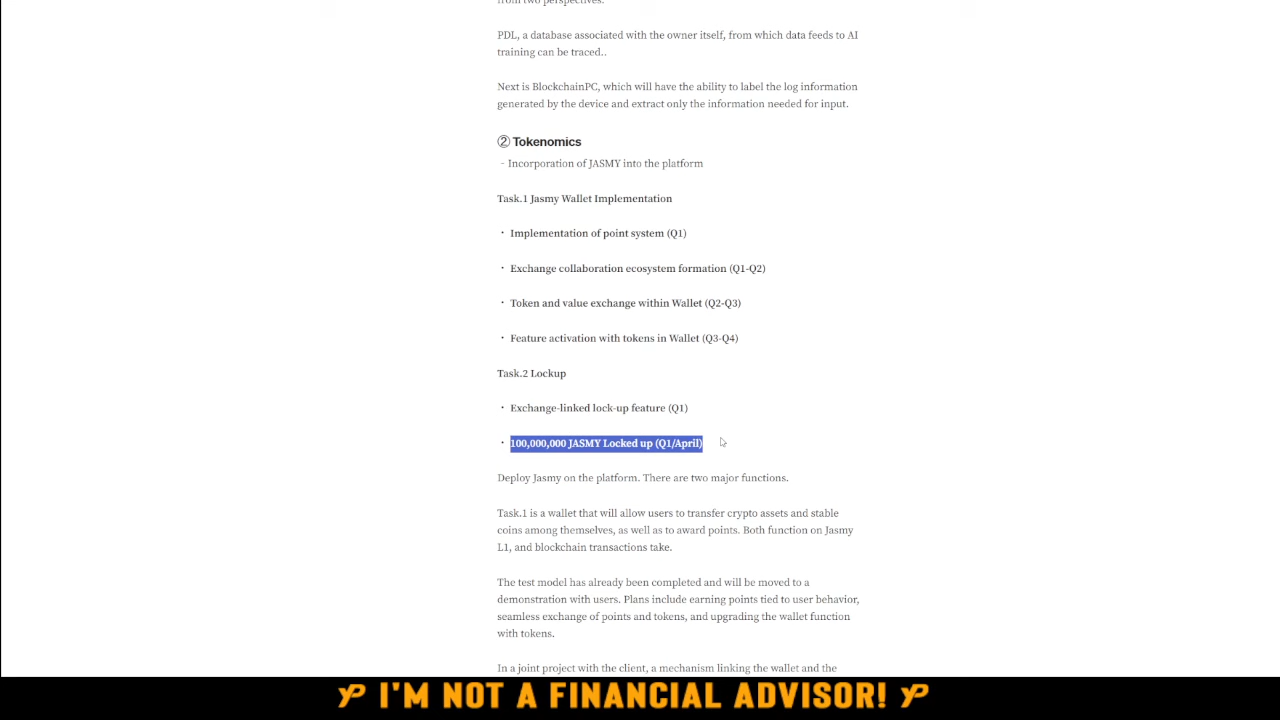 from two perspectives.
PDL, a database associated with the owner itself, from which data feeds to AI
training can be traced..
Next is BlockchainPC, which will have the ability to label the log information
generated by the device and extract only the information needed for input.
② Tokenomics
- Incorporation of JASMY into the platform
Task.1 Jasmy Wallet Implementation
・ Implementation of point system (Q1)
・ Exchange collaboration ecosystem formation (Q1-Q2)
・ Token and value exchange within Wallet (Q2-Q3)
・ Feature activation with tokens in Wallet (Q3-Q4)
Task.2 Lockup
・ Exchange-linked lock-up feature (Q1)
・ 100,000,000 JASMY Locked up (Q1/April)
Deploy Jasmy on the platform. There are two major functions.
Task.1 is a wallet that will allow users to transfer crypto assets and stable
coins among themselves, as well as to award points. Both function on Jasmy
L1, and blockchain transactions take.
The test model has already been completed and will be moved to a
demonstration with users. Plans include earning points tied to user behavior,
seamless exchange of points and tokens, and upgrading the wallet function
with tokens.
In a joint project with the client, a mechanism linking the wallet and the
I'M NOT A FINANCIAL ADVISOR!